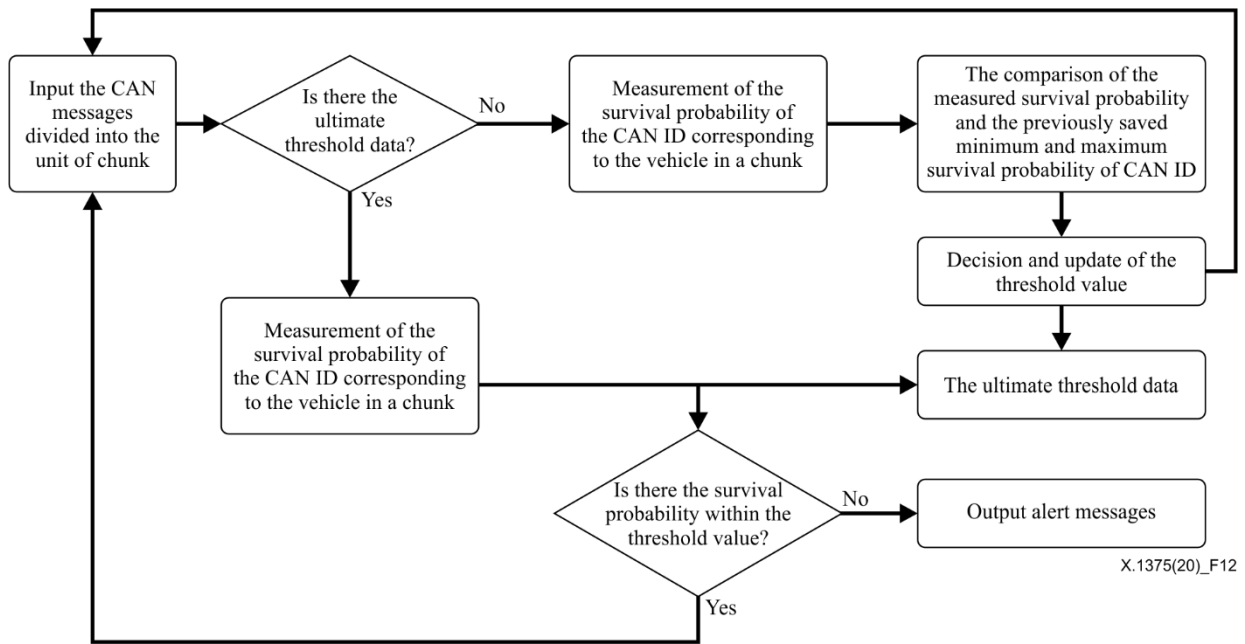 Input the CAN
messages
divided into the
unit of chunk
Is there the
ultimate
threshold data?
No
Measurement of the
survival probability of
the CAN ID corresponding
to the vehicle in a chunk
The comparison of the
measured survival probability
and the previously saved
minimum and maximum
survival probability of CAN ID
Yes
Decision and update of the
threshold value
Measurement of the
survival probability of
the CAN ID corresponding
to the vehicle in a chunk
The ultimate threshold data
Is there the survival
probability within the
threshold value?
No
Output alert messages
X.1375(20)_F12
Yes